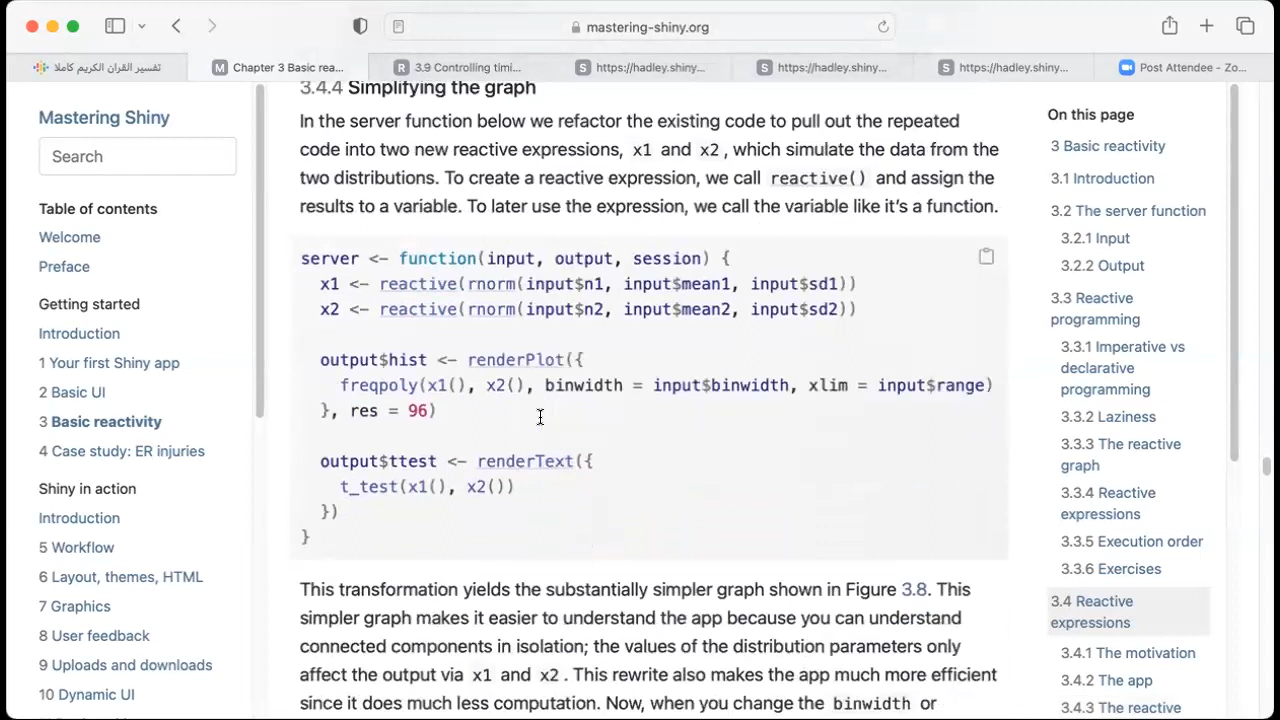 mastering-shiny.org
تفسير القران الكريم كاملا
Chapter 3 Basic rea...
3.9 Controlling timi...
https://hadley.shiny...
https://hadley.shiny...
https://hadley.shiny...
Post Attendee - Zo...
Mastering Shiny
Search
Table of contents
Welcome
Preface
Getting started
Introduction
1 Your first Shiny app
2 Basic UI
3 Basic reactivity
4 Case study: ER injuries
Shiny in action
Introduction
5 Workflow
6 Layout, themes, HTML
7 Graphics
8 User feedback
9 Uploads and downloads
10 Dynamic UI
3.4.4 Simplifying the graph
In the server function below we refactor the existing code to pull out the repeated
code into two new reactive expressions, x1 and x2, which simulate the data from the
two distributions. To create a reactive expression, we call reactive() and assign the
results to a variable. To later use the expression, we call the variable like it's a function.
server <- function(input, output, session) {
  x1 <- reactive(rnorm(input$n1, input$mean1, input$sd1))
  x2 <- reactive(rnorm(input$n2, input$mean2, input$sd2))
  output$hist <- renderPlot({
    freqpoly(x1(), x2(), binwidth = input$binwidth, xlim = input$range)
  }, res = 96)
  output$ttest <- renderText({
    t_test(x1(), x2())
  })
}
This transformation yields the substantially simpler graph shown in Figure 3.8. This
simpler graph makes it easier to understand the app because you can understand
connected components in isolation; the values of the distribution parameters only
affect the output via x1 and x2. This rewrite also makes the app much more efficient
since it does much less computation. Now, when you change the binwidth or
On this page
3 Basic reactivity
3.1 Introduction
3.2 The server function
3.2.1 Input
3.2.2 Output
3.3 Reactive
programming
3.3.1 Imperative vs
declarative
programming
3.3.2 Laziness
3.3.3 The reactive
graph
3.3.4 Reactive
expressions
3.3.5 Execution order
3.3.6 Exercises
3.4 Reactive
expressions
3.4.1 The motivation
3.4.2 The app
3.4.3 The reactive